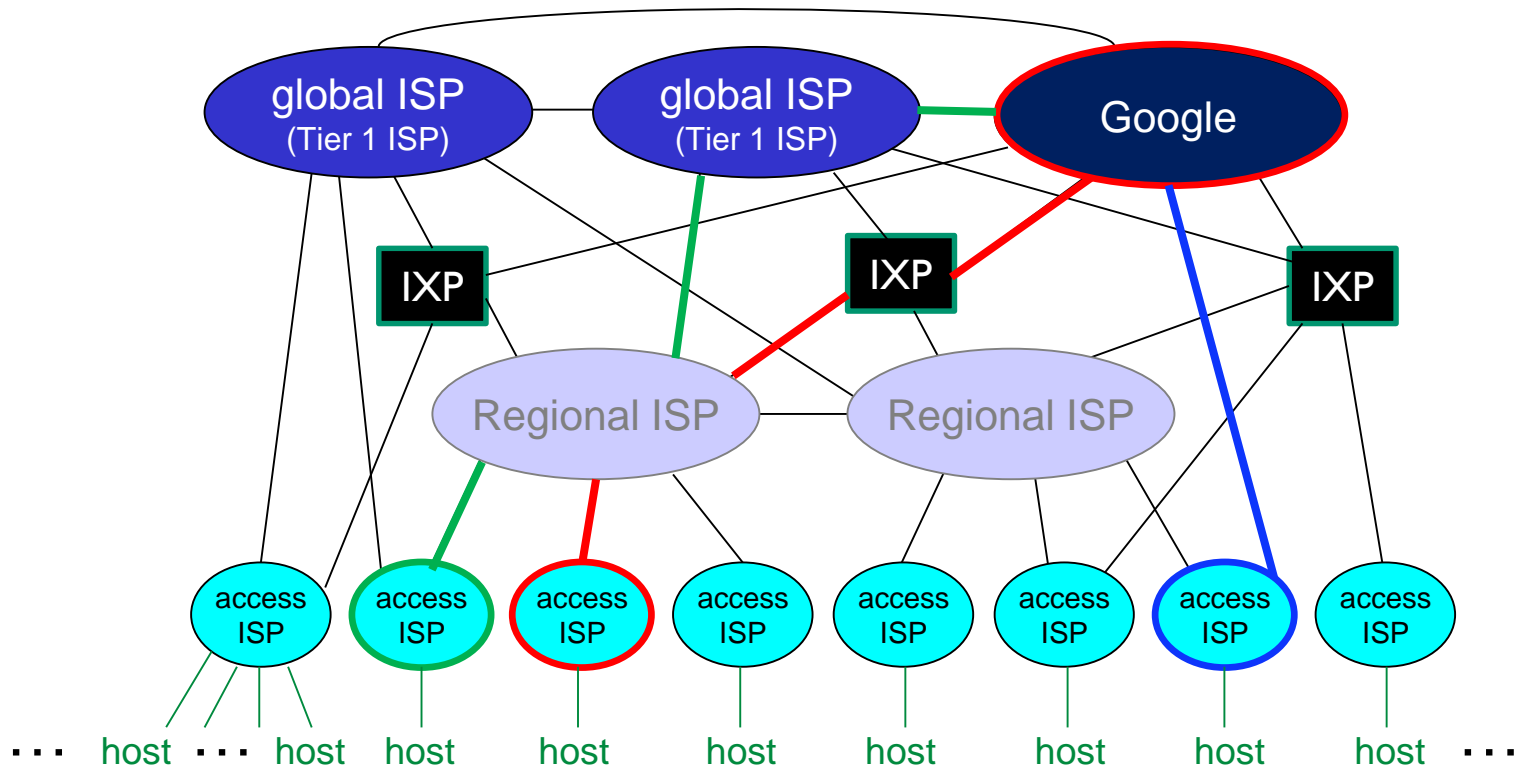 global ISP
(Tier 1 ISP)
global ISP
(Tier 1 ISP)
Google
IXP
IXP
IXP
Regional ISP
Regional ISP
access
ISP
access
ISP
access
ISP
access
ISP
access
ISP
access
ISP
access
ISP
access
ISP
... host ... host host host host host host host host ...